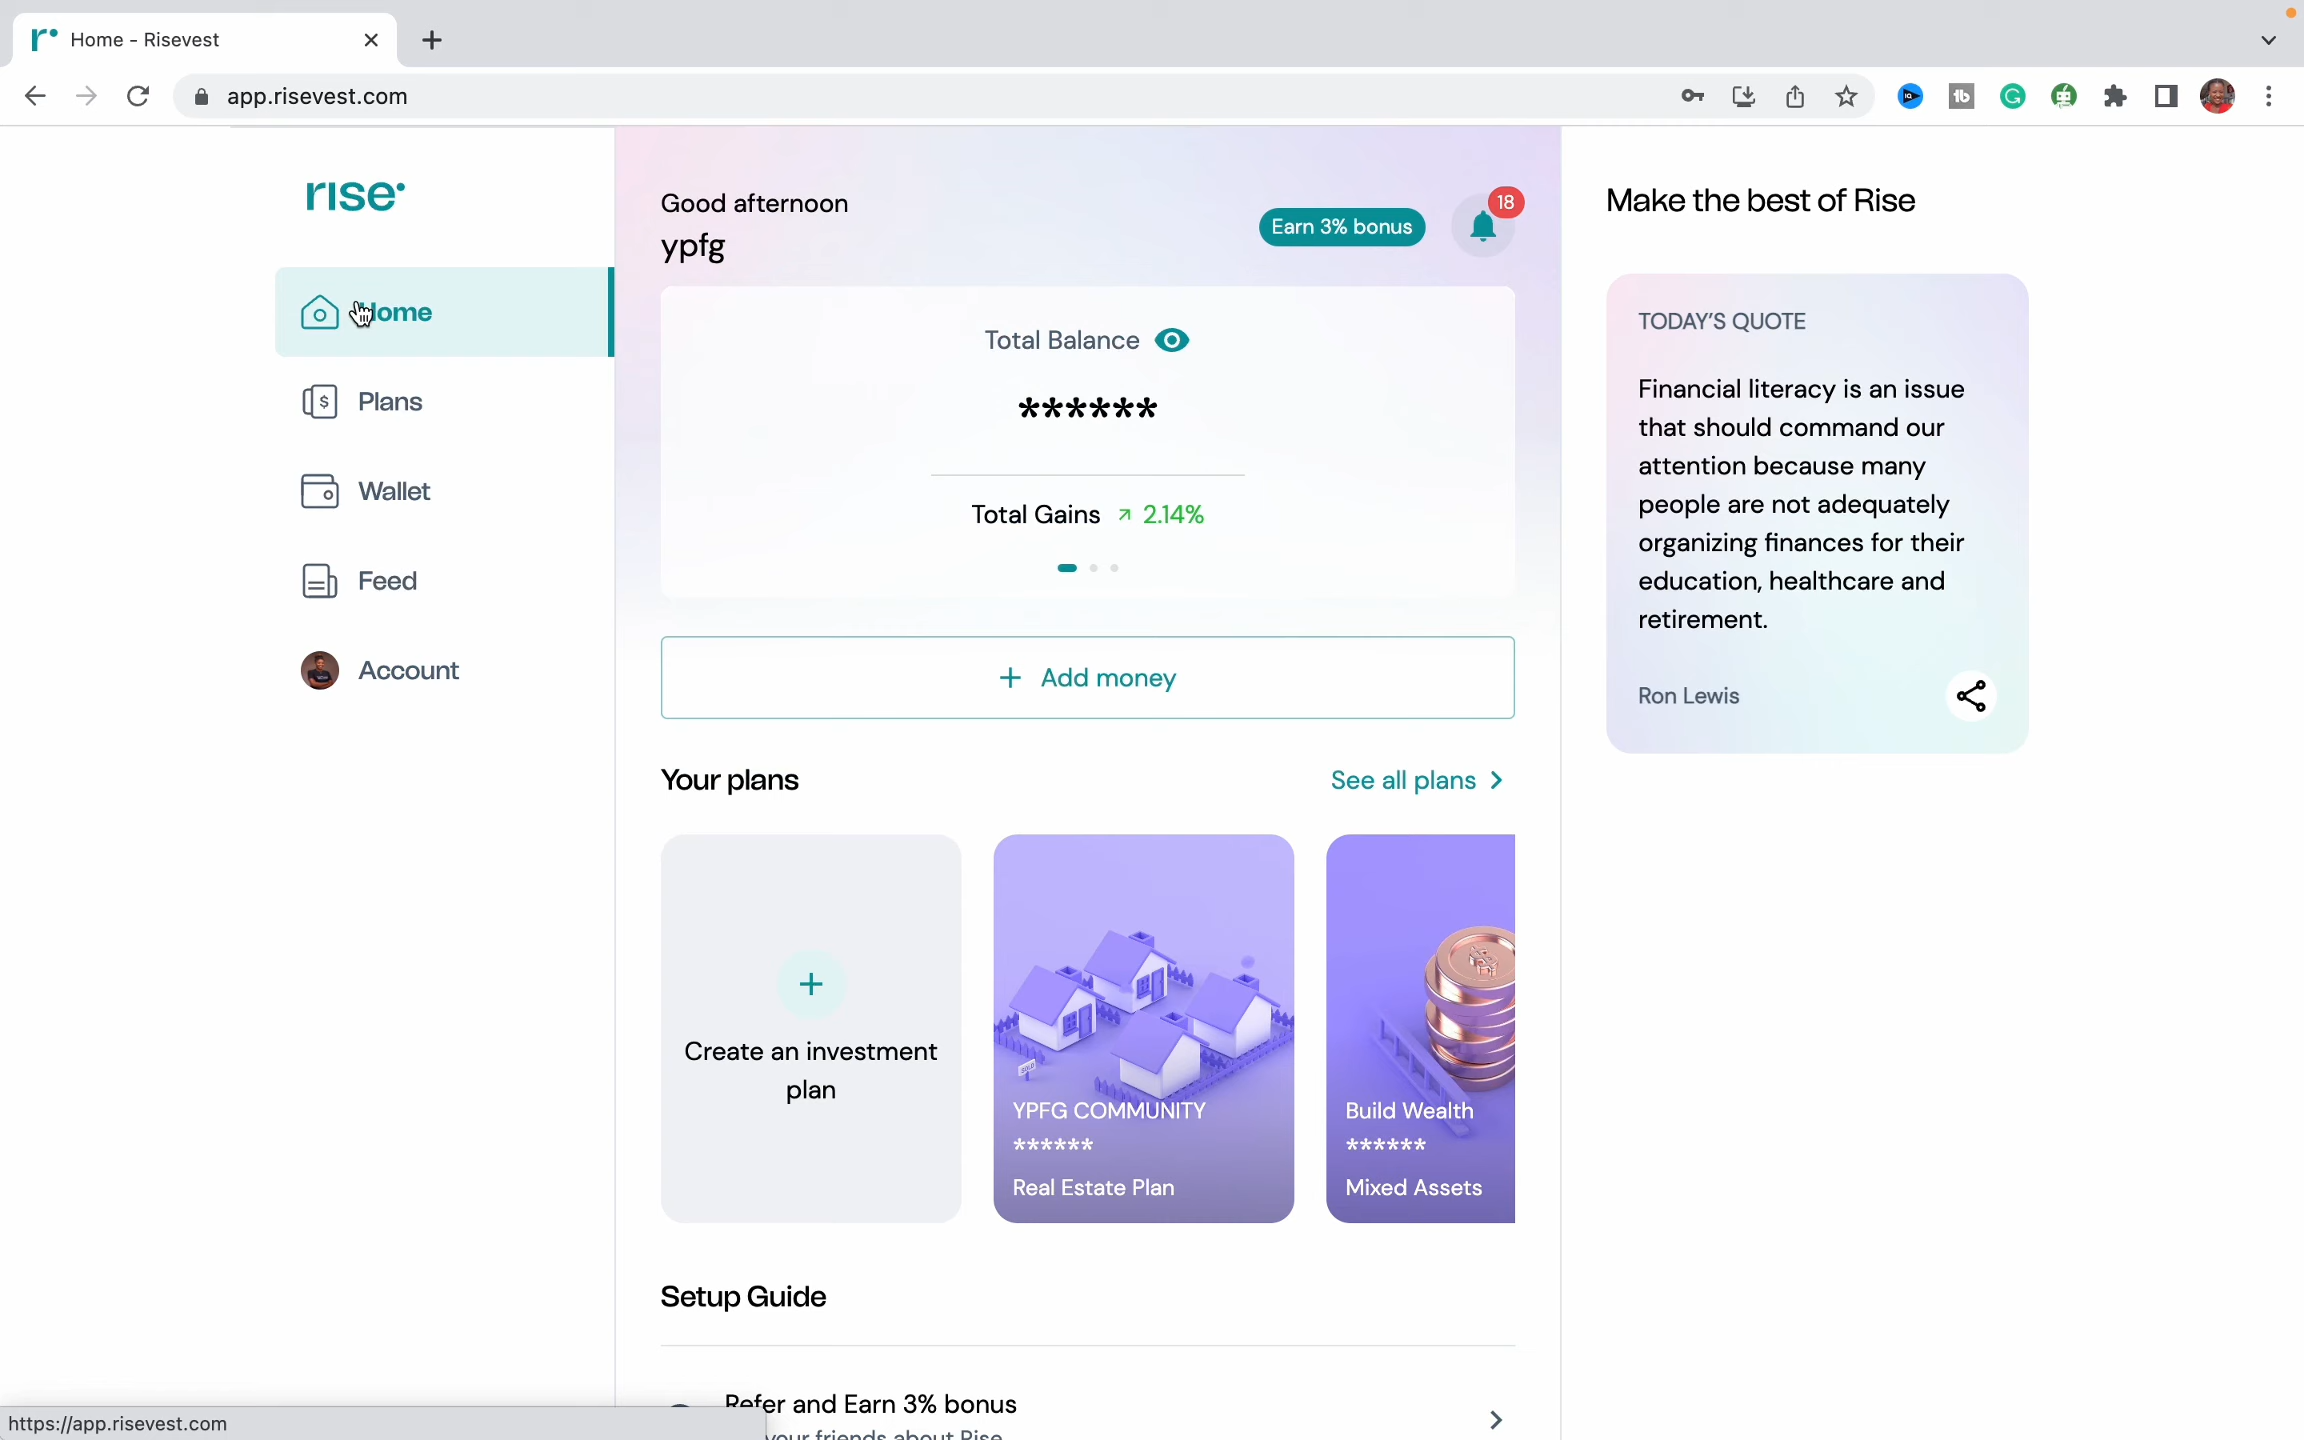 Home - Risevest
app.risevest.com
rise
Home
Plans
Wallet
Feed
Account
Good afternoon
ypfg
Earn 3% bonus
18
Total Balance
******
Total Gains 2.14%
+ Add money
Your plans
See all plans
Create an investment
plan
YPFG COMMUNITY
******
Real Estate Plan
Build Wealth
******
Mixed Assets
Setup Guide
Refer and Earn 3% bonus
your friends about Rise
Make the best of Rise
TODAY'S QUOTE
Financial literacy is an issue
that should command our
attention because many
people are not adequately
organizing finances for their
education, healthcare and
retirement.
Ron Lewis
https://app.risevest.com